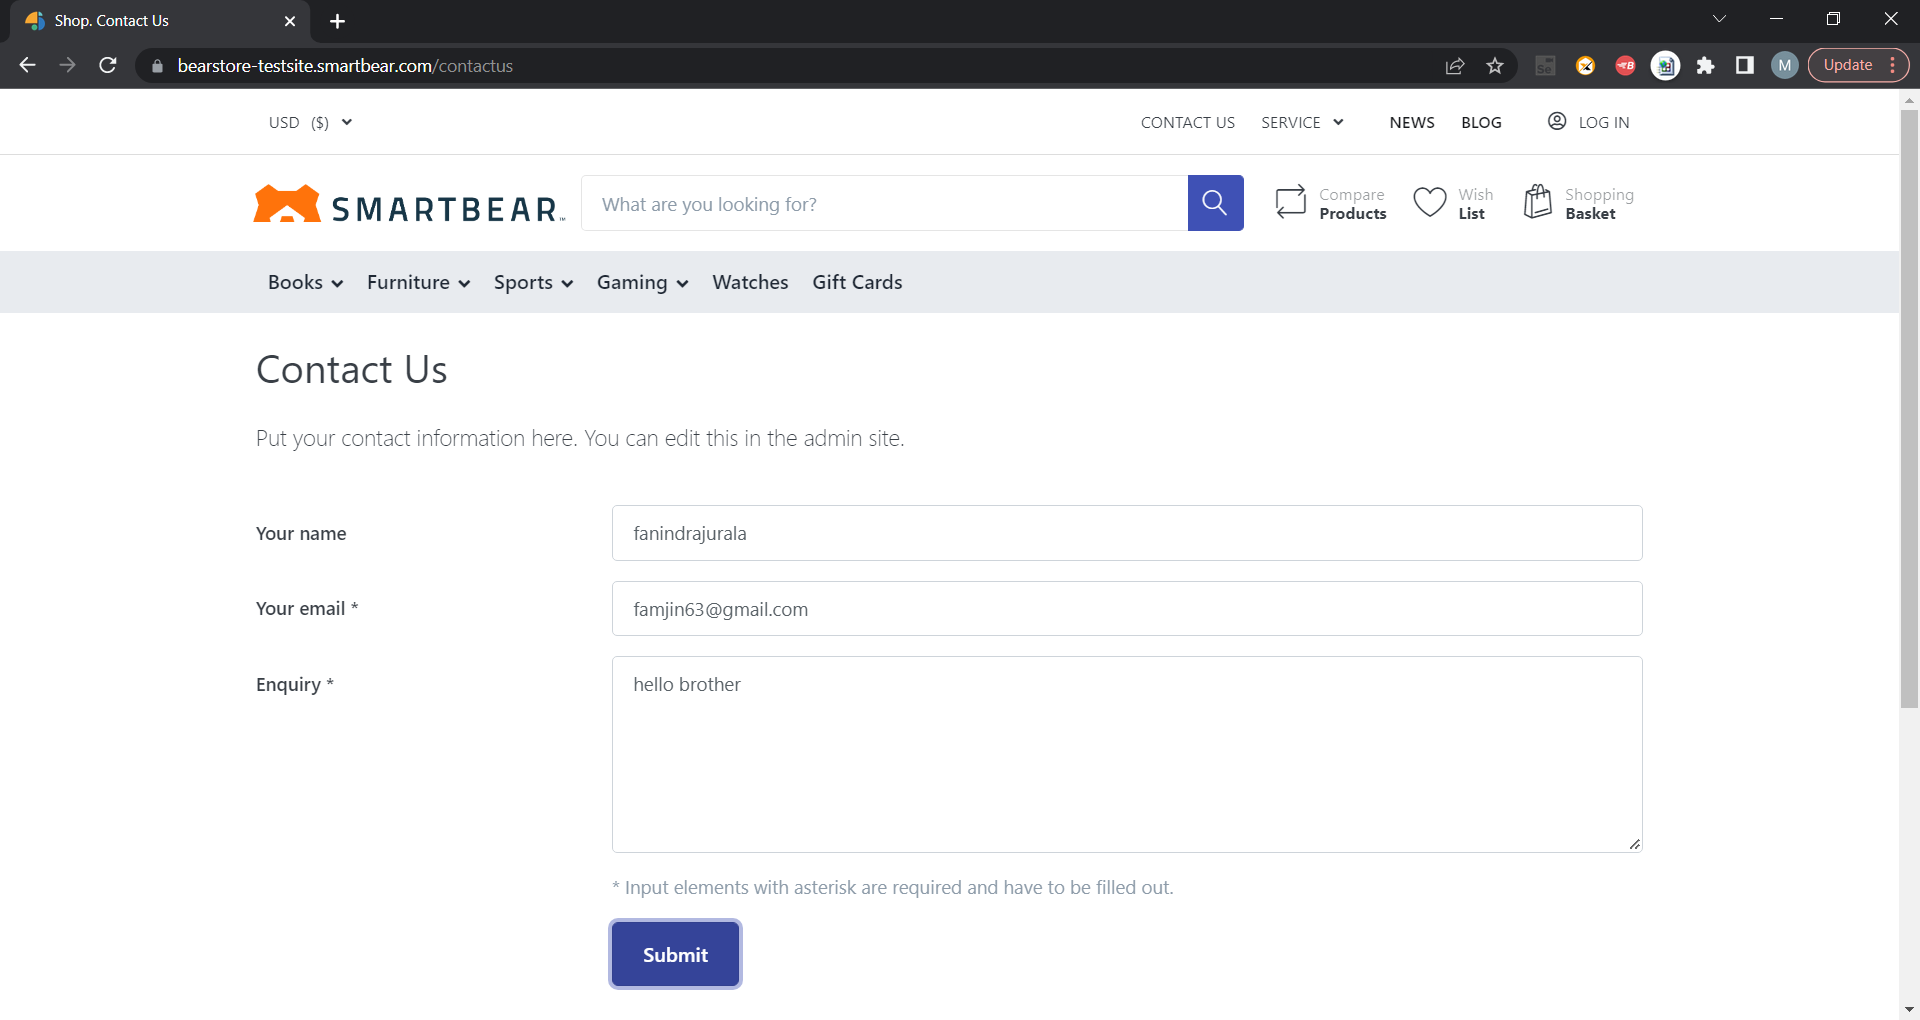 Shop. Contact Us
bearstore-testsite.smartbear.com/contactus
Se
B
M
Update
USD ($)
CONTACT US SERVICE NEWS BLOG LOG IN
SMARTBEAR™
What are you looking for?
Compare Products
Wish List
Shopping Basket
Books Furniture Sports Gaming Watches Gift Cards
Contact Us
Put your contact information here. You can edit this in the admin site.
Your name
fanindrajurala
Your email *
famjin63@gmail.com
Enquiry *
hello brother
* Input elements with asterisk are required and have to be filled out.
Submit